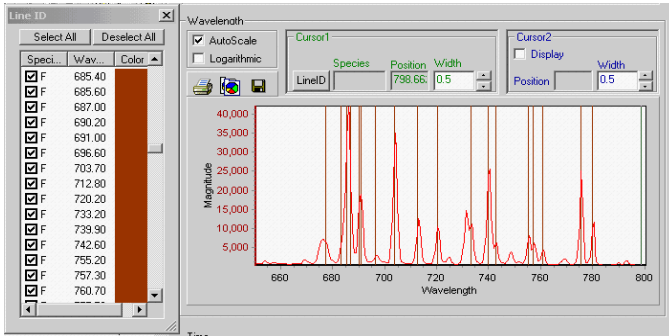 Line ID
Select All Deselect All
Speci... Wav... Color
F 685.40
F 685.60
F 687.00
F 690.20
F 691.00
F 696.60
F 703.70
F 712.80
F 720.20
F 733.20
F 739.90
F 742.60
F 755.20
F 757.30
F 760.70
Wavelength
AutoScale
Logarithmic
Cursor1
Species Position Width
LineID 798.66 0.5
Cursor2
Display
Width
Position 0.5
40,000
35,000
30,000
25,000
20,000
15,000
10,000
5,000
Magnitude
660 680 700 720 740 760 780 800
Wavelength